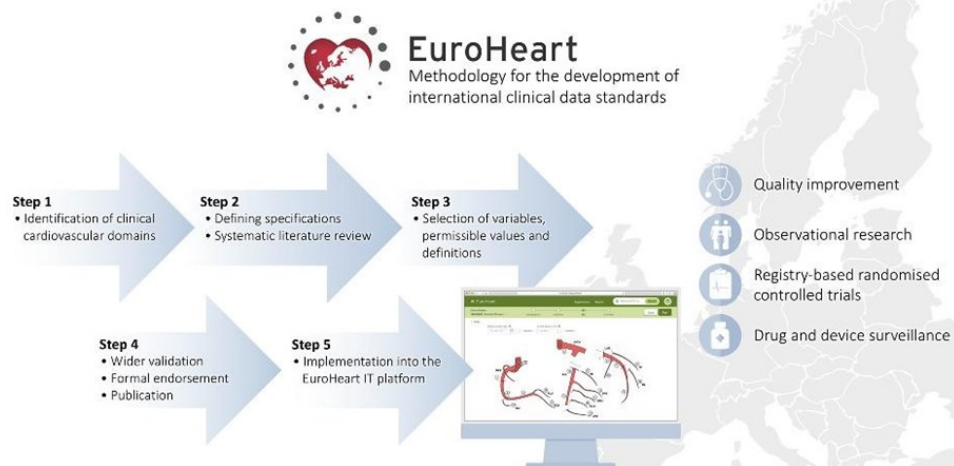 EuroHeart
Methodology for the development of
international clinical data standards
Step 1
• Identification of clinical
cardiovascular domains
Step 2
• Defining specifications
• Systematic literature review
Step 3
• Selection of variables,
permissible values and
definitions
Step 4
• Wider validation
• Formal endorsement
• Publication
Step 5
• Implementation into the
EuroHeart IT platform
Quality improvement
Observational research
Registry-based randomised
controlled trials
Drug and device surveillance